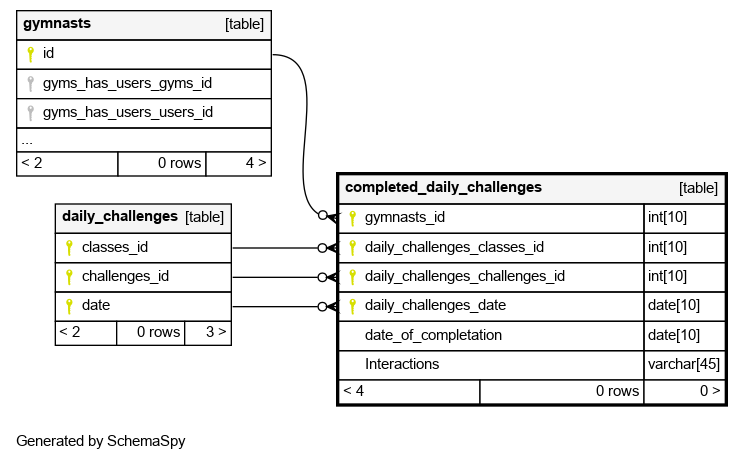 gymnasts [table]
id
gyms_has_users_gyms_id
gyms_has_users_users_id
...
< 2 0 rows 4 >
daily_challenges [table]
classes_id
challenges_id
date
< 2 0 rows 3 >
completed_daily_challenges [table]
gymnasts_id int[10]
daily_challenges_classes_id int[10]
daily_challenges_challenges_id int[10]
daily_challenges_date date[10]
date_of_completation date[10]
Interactions varchar[45]
< 4 0 rows 0 >
Generated by SchemaSpy